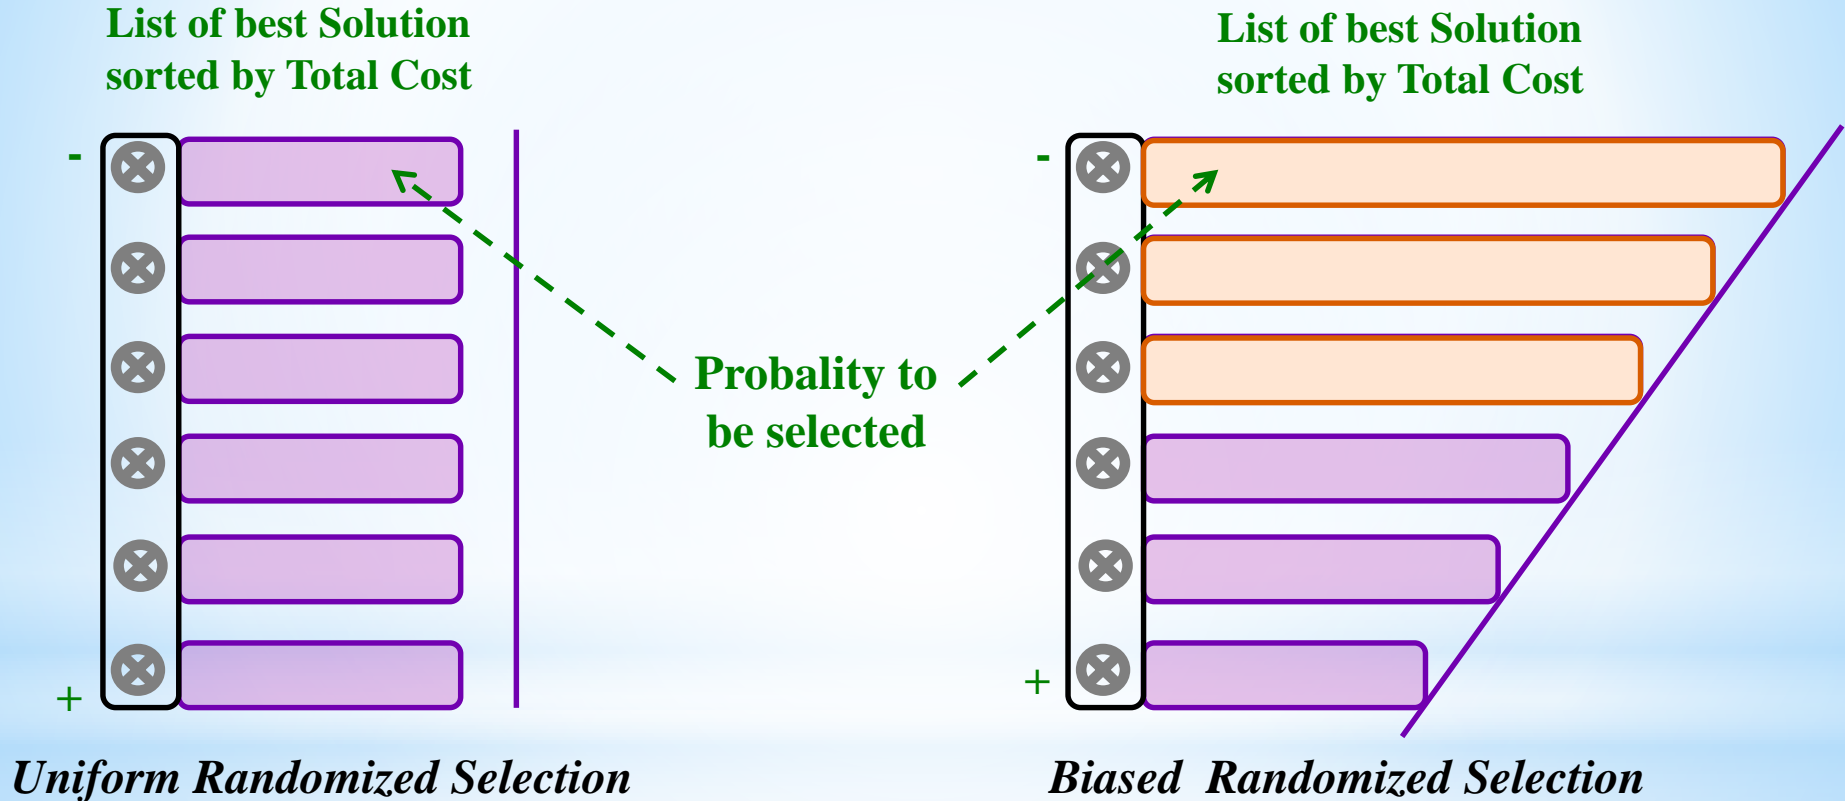 List of best Solution
sorted by Total Cost
-
+
Uniform Randomized Selection
Probality to
be selected
List of best Solution
sorted by Total Cost
-
+
Biased Randomized Selection